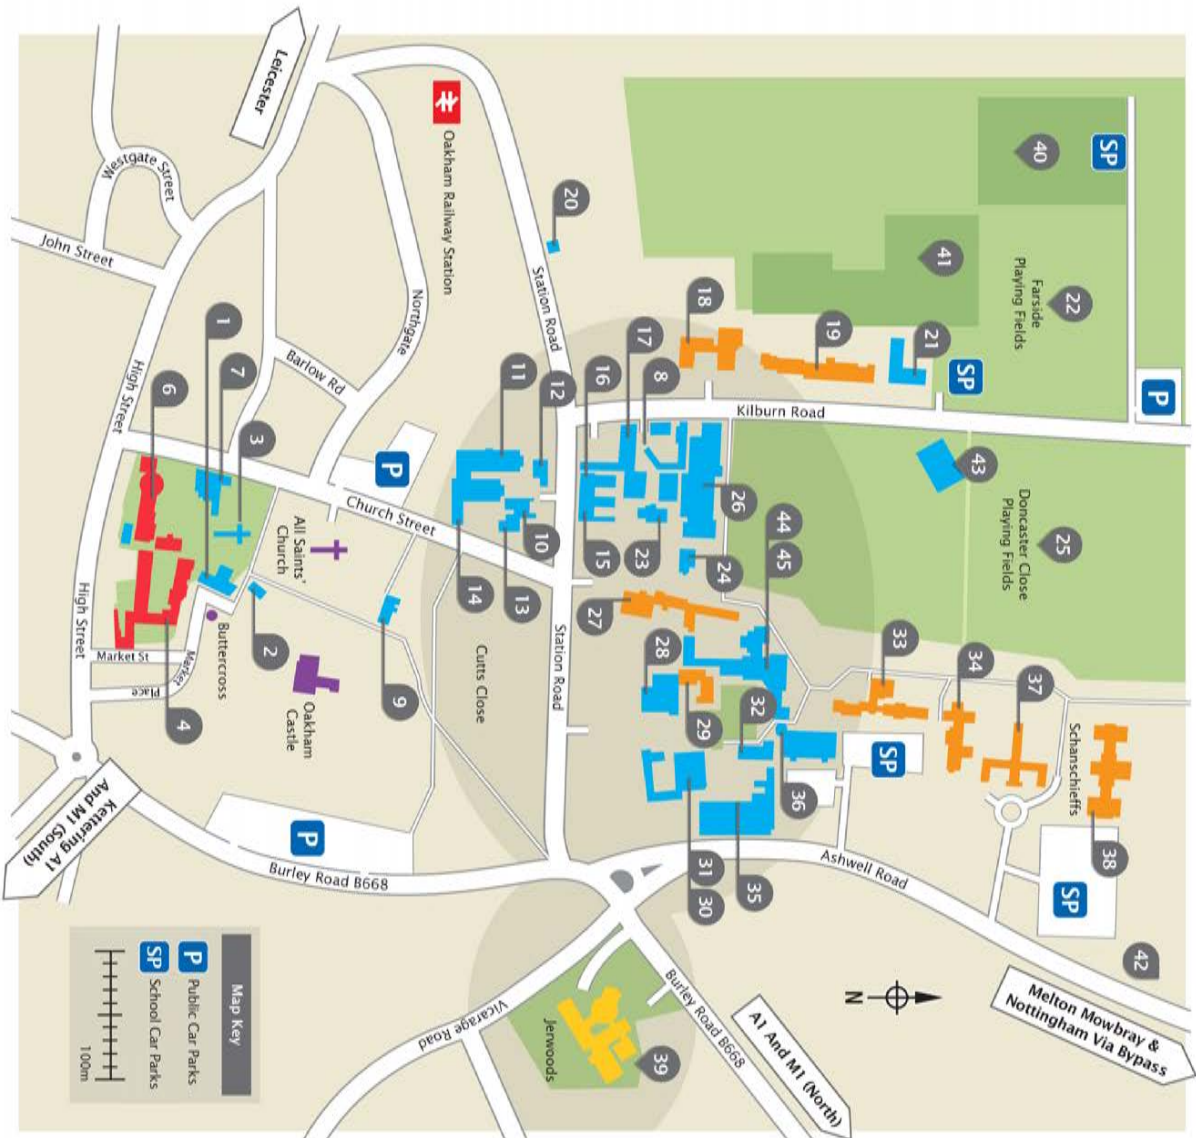 Leicester
Westgate Street
John Street
High Street
High Street
Oakham Railway Station
Northgate
Barlow Rd
Station Road
Station Road
Church Street
Kilburn Road
Farside
Playing Fields
Doncaster Close
Playing Fields
All Saints'
Church
Buttercross
Market St
Market
Place
Oakham
Castle
Cutts Close
Schanschieffs
Ashwell Road
Burley Road B668
Burley Road B668
Vicarage Road
Jerwoods
Kettering A1
And M1 (South)
A1 And M1 (North)
Melton Mowbray &
Nottingham Via Bypass
N
1
2
3
4
6
7
8
9
10
11
12
13
14
15
16
17
18
19
20
21
22
23
24
25
26
27
28
29
30
31
32
33
34
35
36
37
38
39
40
41
42
43
44
45
P
P
P
SP
SP
SP
SP
Map Key
P Public Car Parks
SP School Car Parks
100m